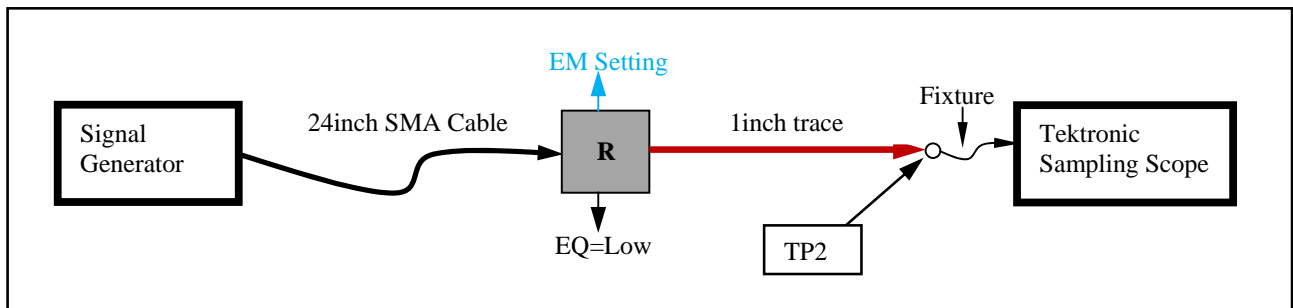 EM Setting
Signal
Generator
24inch SMA Cable
R
1inch trace
Fixture
Tektronic
Sampling Scope
EQ=Low
TP2